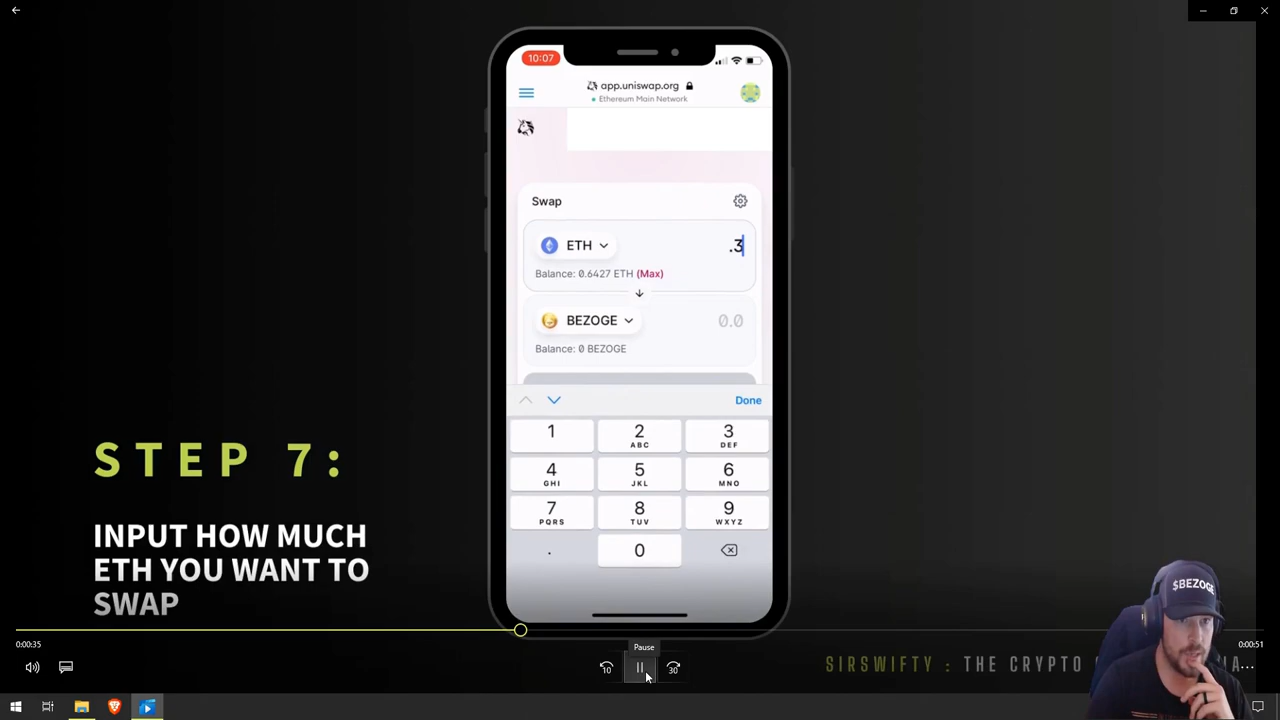 10:07
app.uniswap.org
Ethereum Main Network
Swap
ETH
.3
Balance: 0.6427 ETH (Max)
BEZOGE
0.0
Balance: 0 BEZOGE
Done
1
2
ABC
3
DEF
4
GHI
5
JKL
6
MNO
7
PQRS
8
TUV
9
WXYZ
.
0
STEP 7:
INPUT HOW MUCH
ETH YOU WANT TO
SWAP
$BEZOGE
0:00:35
Pause
0:00:51
10
30
SIRSWIFTY : THE CRYPTO